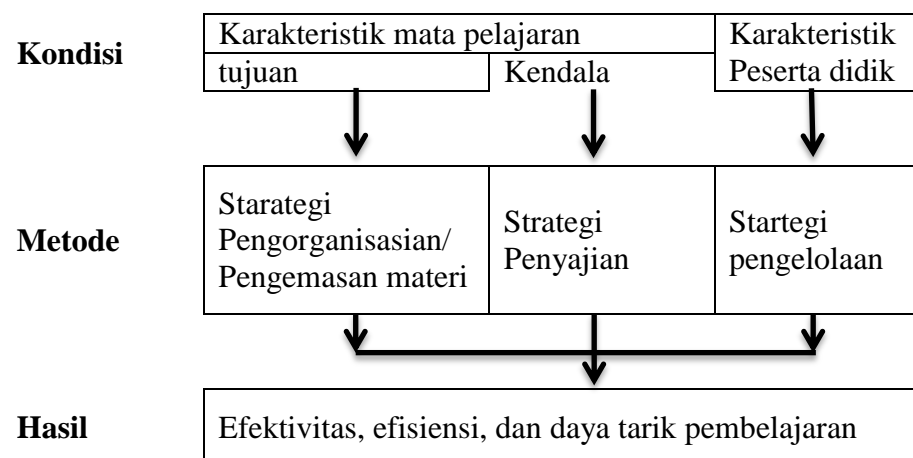 Kondisi
Karakteristik mata pelajaran
Karakteristik
Peserta didik
tujuan
Kendala
Metode
Starategi
Pengorganisasian/
Pengemasan materi
Strategi
Penyajian
Startegi
pengelolaan
Hasil
Efektivitas, efisiensi, dan daya tarik pembelajaran